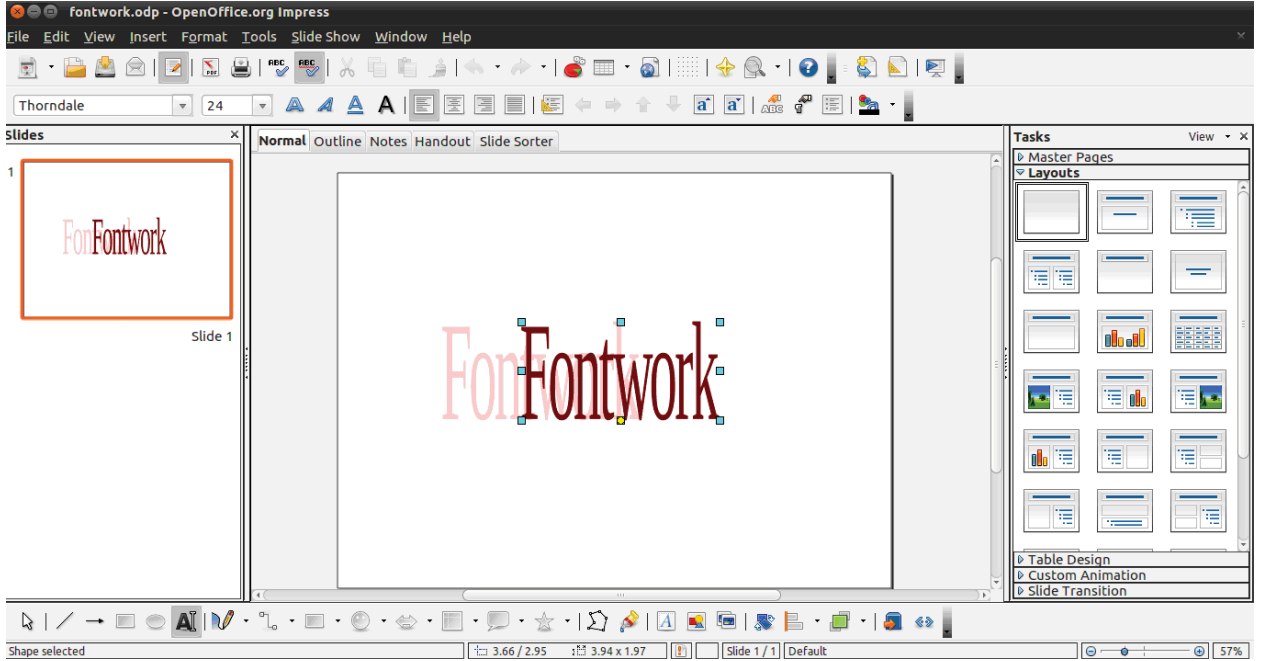 fontwork.odp - OpenOffice.org Impress
File Edit View Insert Format Tools Slide Show Window Help
Thorndale 24
Slides
Normal Outline Notes Handout Slide Sorter
Tasks View
Master Pages
Layouts
1
Fontwork
Slide 1
Fontwork
Table Design
Custom Animation
Slide Transition
Shape selected 3.66 / 2.95 3.94 x 1.97 Slide 1 / 1 Default 57%